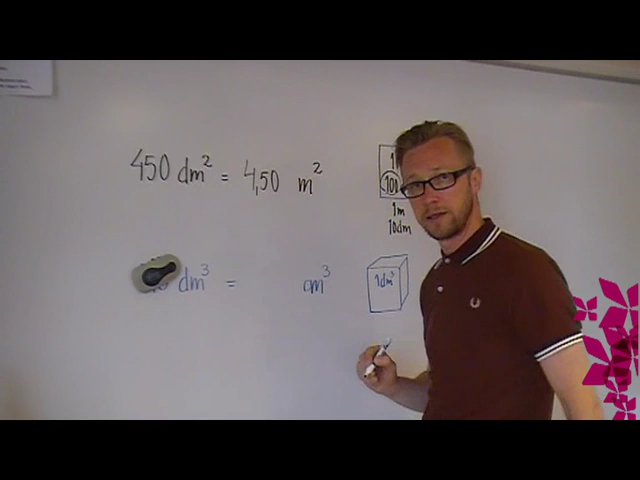 450 dm² = 4,50 m²
1m
10dm
dm³ = cm³
1dm³